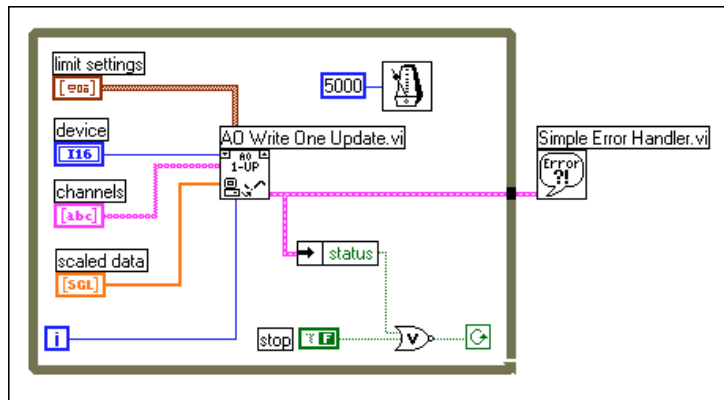 limit settings
5000
device
AO Write One Update.vi
Simple Error Handler.vi
I16
AO
1-UP
Error
?!
channels
[abc]
status
scaled data
[SGL]
i
stop
F
V